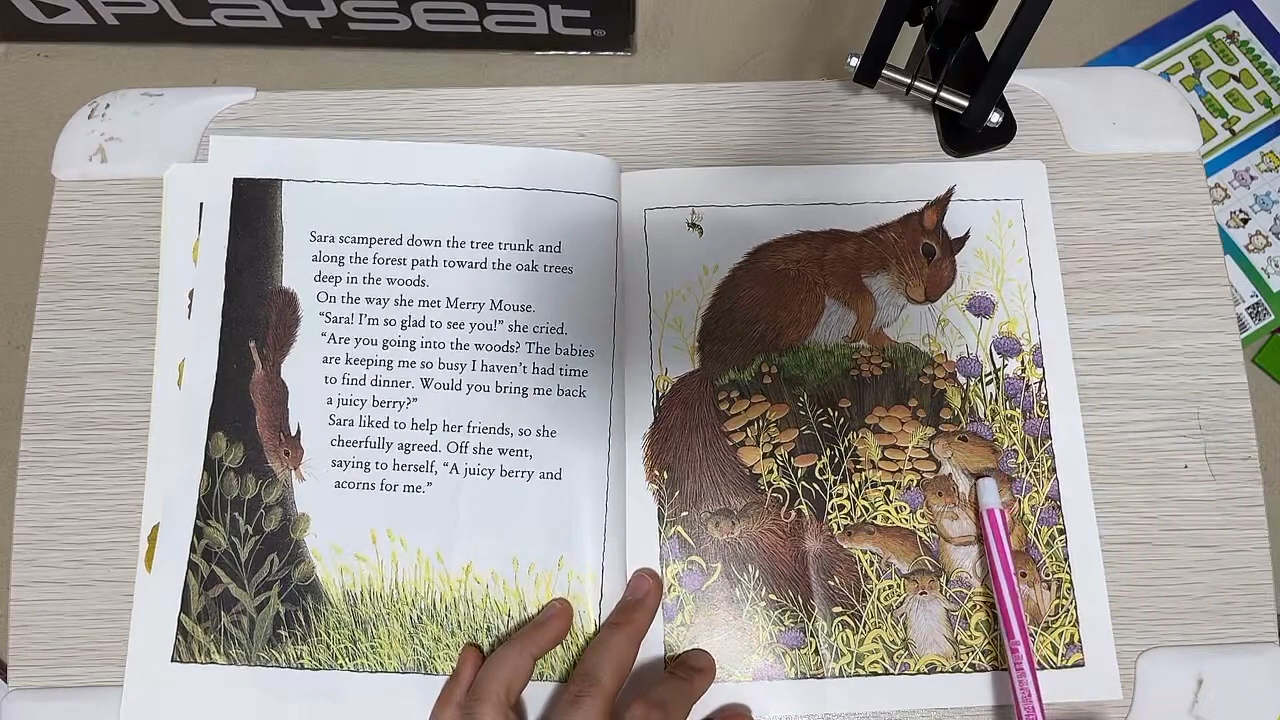 PLAYSEAT®
Sara scampered down the tree trunk and
along the forest path toward the oak trees
deep in the woods.
On the way she met Merry Mouse.
“Sara! I’m so glad to see you!” she cried.
“Are you going into the woods? The babies
are keeping me so busy I haven’t had time
to find dinner. Would you bring me back
a juicy berry?”
Sara liked to help her friends, so she
cheerfully agreed. Off she went,
saying to herself, “A juicy berry and
acorns for me.”